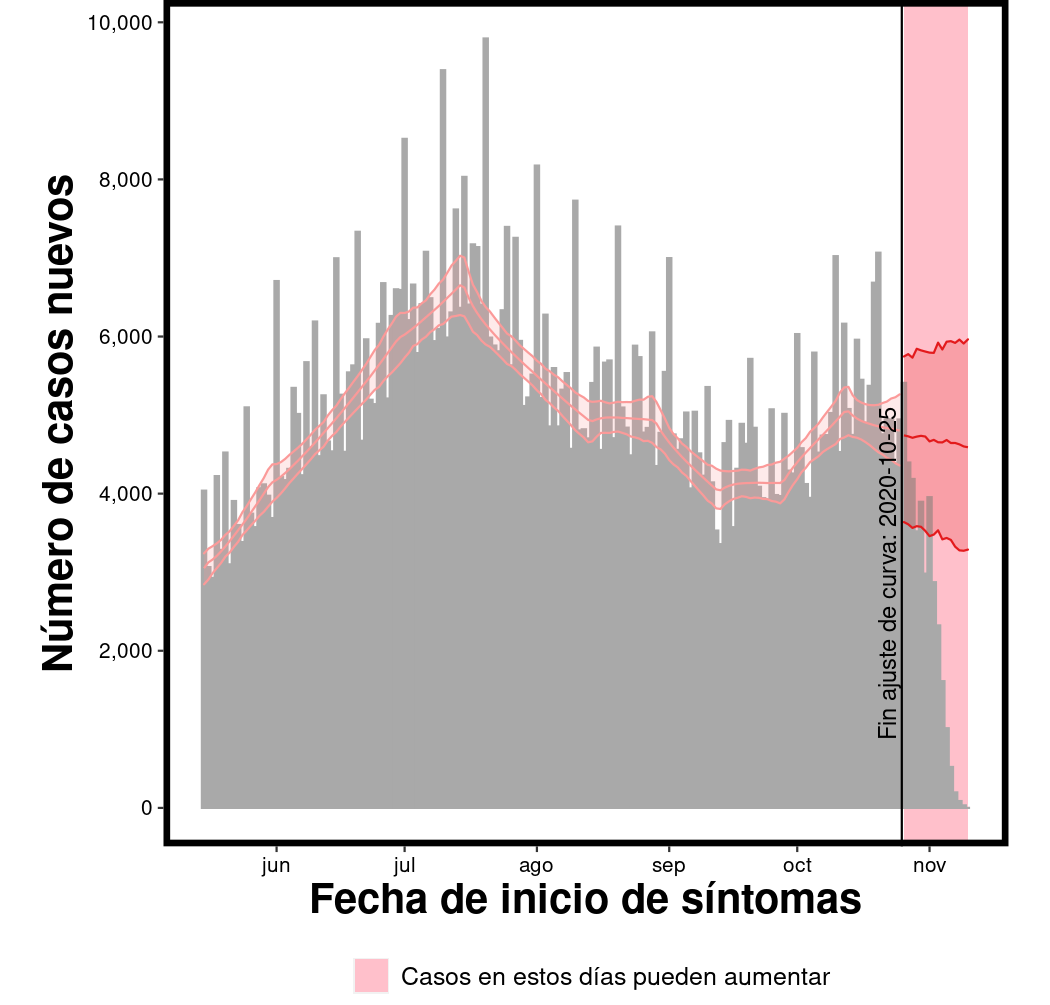 10,000
8,000
6,000
4,000
2,000
0
Número de casos nuevos
Fin ajuste de curva: 2020-10-25
jun
jul
ago
sep
oct
nov
Fecha de inicio de síntomas
Casos en estos días pueden aumentar